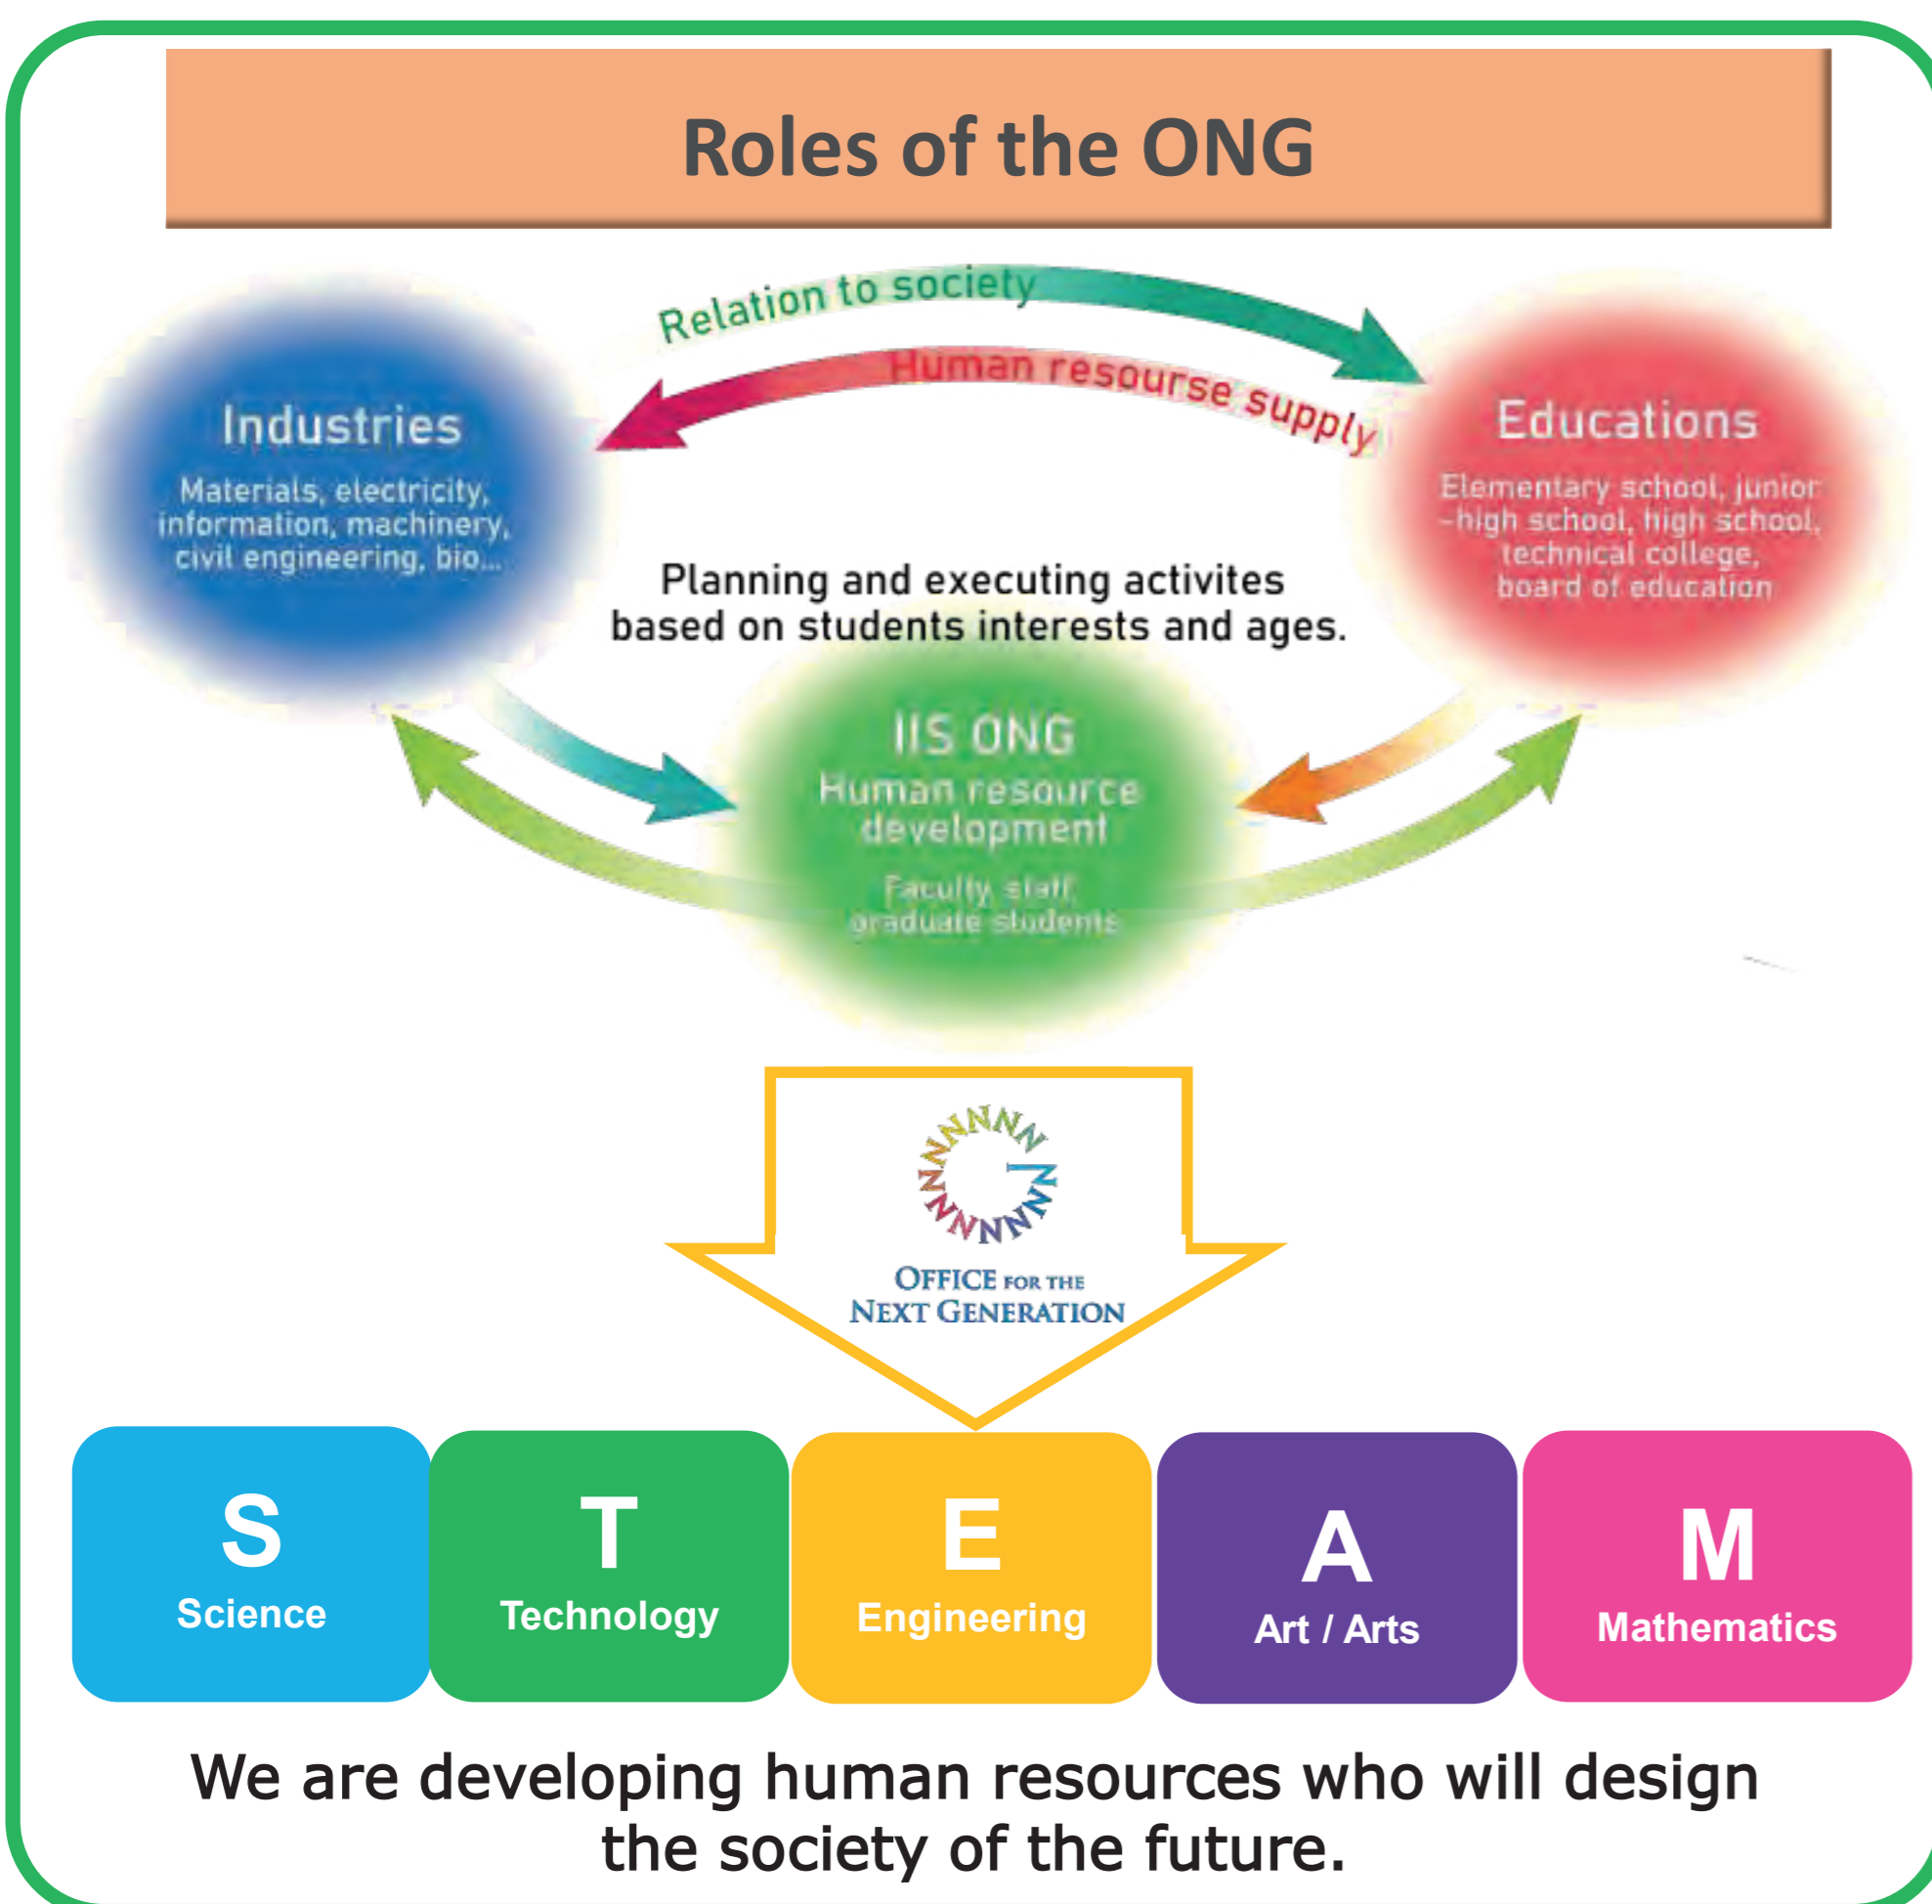 Roles of the ONG
Relation to society
Human resourse supply
Industries
Materials, electricity,
information, machinery,
civil engineering, bio...
Educations
Elementary school, junior
-high school, high school,
technical college,
board of education
Planning and executing activites
based on students interests and ages.
IIS ONG
Human resource
development
Faculty, staff,
graduate students
OFFICE FOR THE
NEXT GENERATION
S
Science
T
Technology
E
Engineering
A
Art / Arts
M
Mathematics
We are developing human resources who will design
the society of the future.